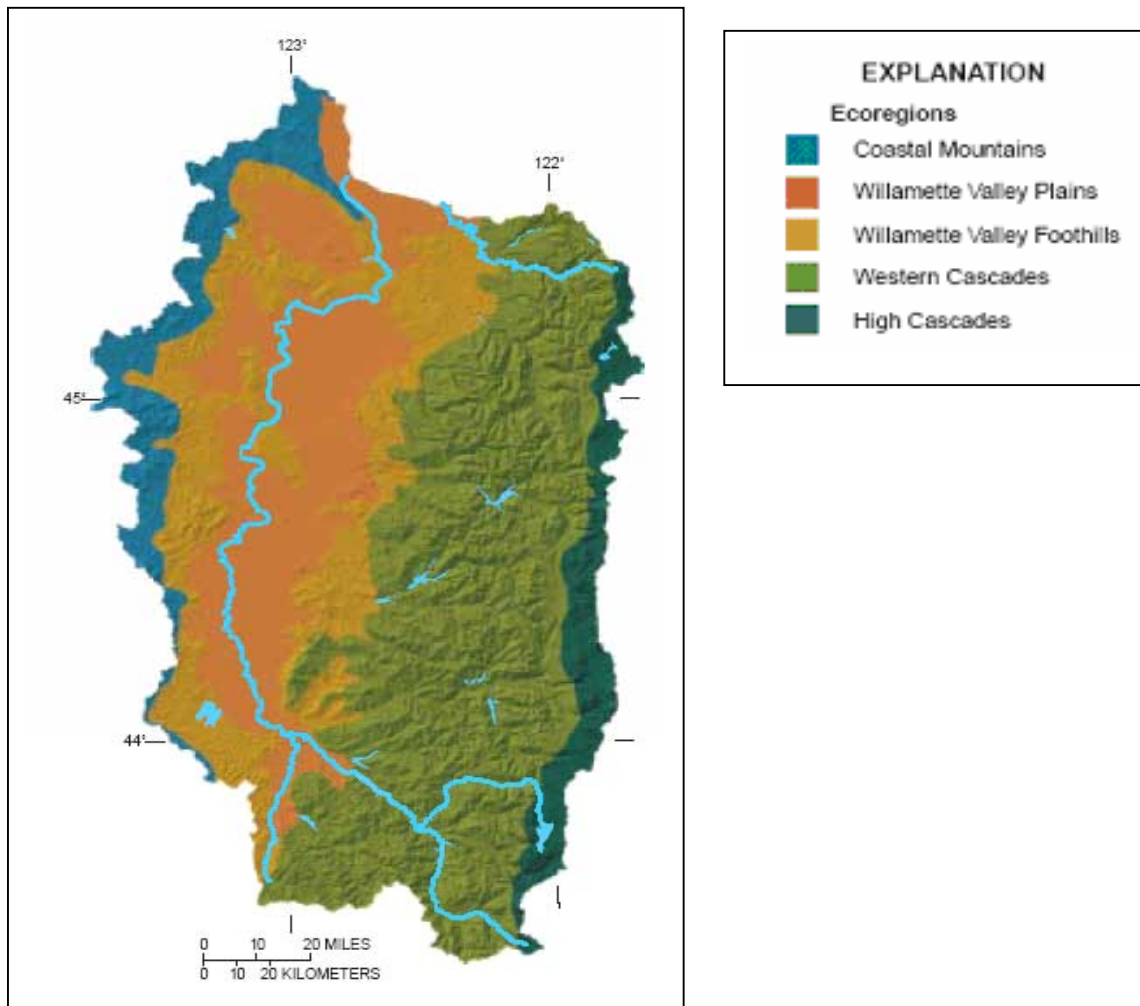 123°
122°
45°
44°
0 10 20 MILES
0 10 20 KILOMETERS
EXPLANATION
Ecoregions
Coastal Mountains
Willamette Valley Plains
Willamette Valley Foothills
Western Cascades
High Cascades